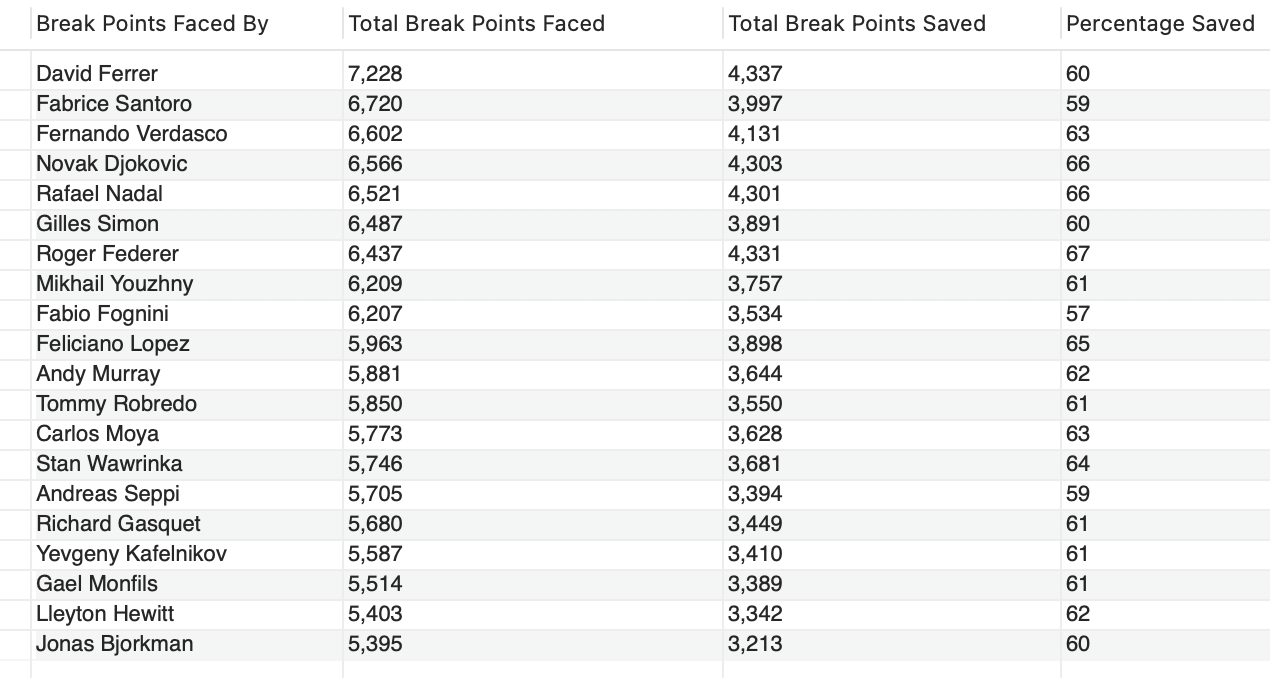 Break Points Faced By Total Break Points Faced Total Break Points Saved Percentage Saved
David Ferrer 7,228 4,337 60
Fabrice Santoro 6,720 3,997 59
Fernando Verdasco 6,602 4,131 63
Novak Djokovic 6,566 4,303 66
Rafael Nadal 6,521 4,301 66
Gilles Simon 6,487 3,891 60
Roger Federer 6,437 4,331 67
Mikhail Youzhny 6,209 3,757 61
Fabio Fognini 6,207 3,534 57
Feliciano Lopez 5,963 3,898 65
Andy Murray 5,881 3,644 62
Tommy Robredo 5,850 3,550 61
Carlos Moya 5,773 3,628 63
Stan Wawrinka 5,746 3,681 64
Andreas Seppi 5,705 3,394 59
Richard Gasquet 5,680 3,449 61
Yevgeny Kafelnikov 5,587 3,410 61
Gael Monfils 5,514 3,389 61
Lleyton Hewitt 5,403 3,342 62
Jonas Bjorkman 5,395 3,213 60